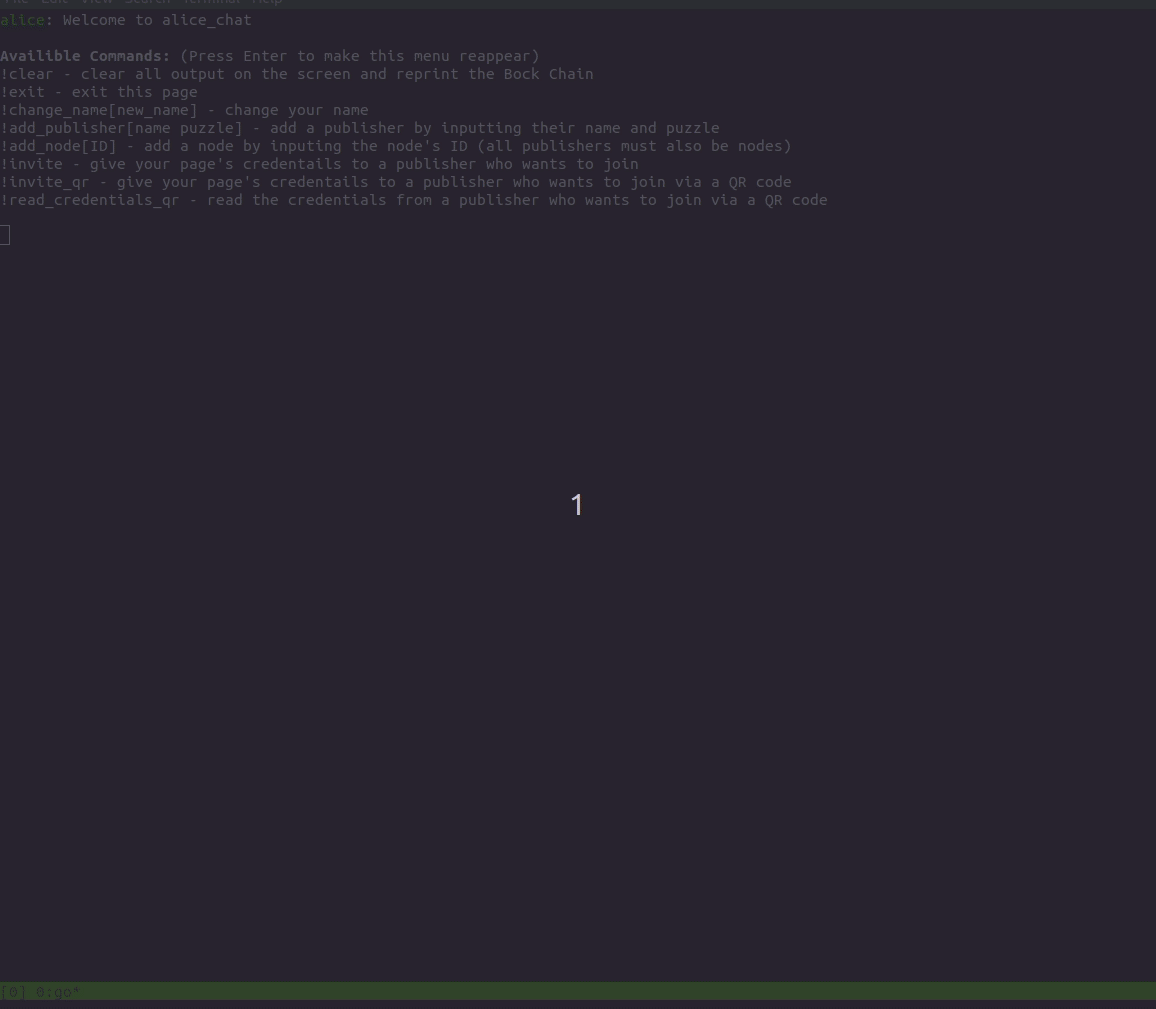 File Edit View Search Terminal Help
alice: Welcome to alice_chat
Availible Commands: (Press Enter to make this menu reappear)
!clear - clear all output on the screen and reprint the Bock Chain
!exit - exit this page
!change_name[new_name] - change your name
!add_publisher[name puzzle] - add a publisher by inputting their name and puzzle
!add_node[ID] - add a node by inputing the node's ID (all publishers must also be nodes)
!invite - give your page's credentails to a publisher who wants to join
!invite_qr - give your page's credentails to a publisher who wants to join via a QR code
!read_credentials_qr - read the credentials from a publisher who wants to join via a QR code
1
[0] 0:go*